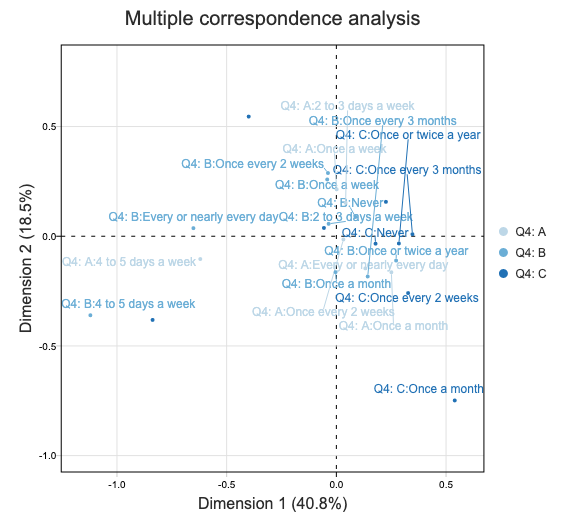 Multiple correspondence analysis
Q4: A:2 to 3 days a week
Q4: B:Once every 3 months
Q4: C:Once or twice a year
Q4: A:Once a week
Q4: B:Once every 2 weeks
Q4: C:Once every 3 months
Q4: B:Once a week
Q4: B:Never
Q4: B:Every or nearly every day
Q4: B:2 to 3 days a week
Q4: C:Never
Q4: B:Once or twice a year
Q4: A:4 to 5 days a week
Q4: A:Every or nearly every day
Q4: B:Once a month
Q4: C:Once every 2 weeks
Q4: B:4 to 5 days a week
Q4: A:Once every 2 weeks
Q4: A:Once a month
Q4: C:Once a month
0.5
0.0
-0.5
-1.0
-1.0
-0.5
0.0
0.5
Dimension 1 (40.8%)
Dimension 2 (18.5%)
Q4: A
Q4: B
Q4: C